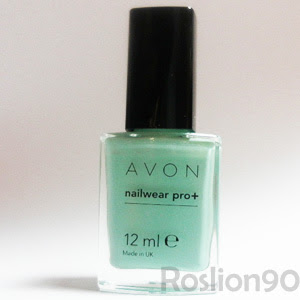 AVON
nailwear pro+
12 ml ℮
Made in UK
Roslion90